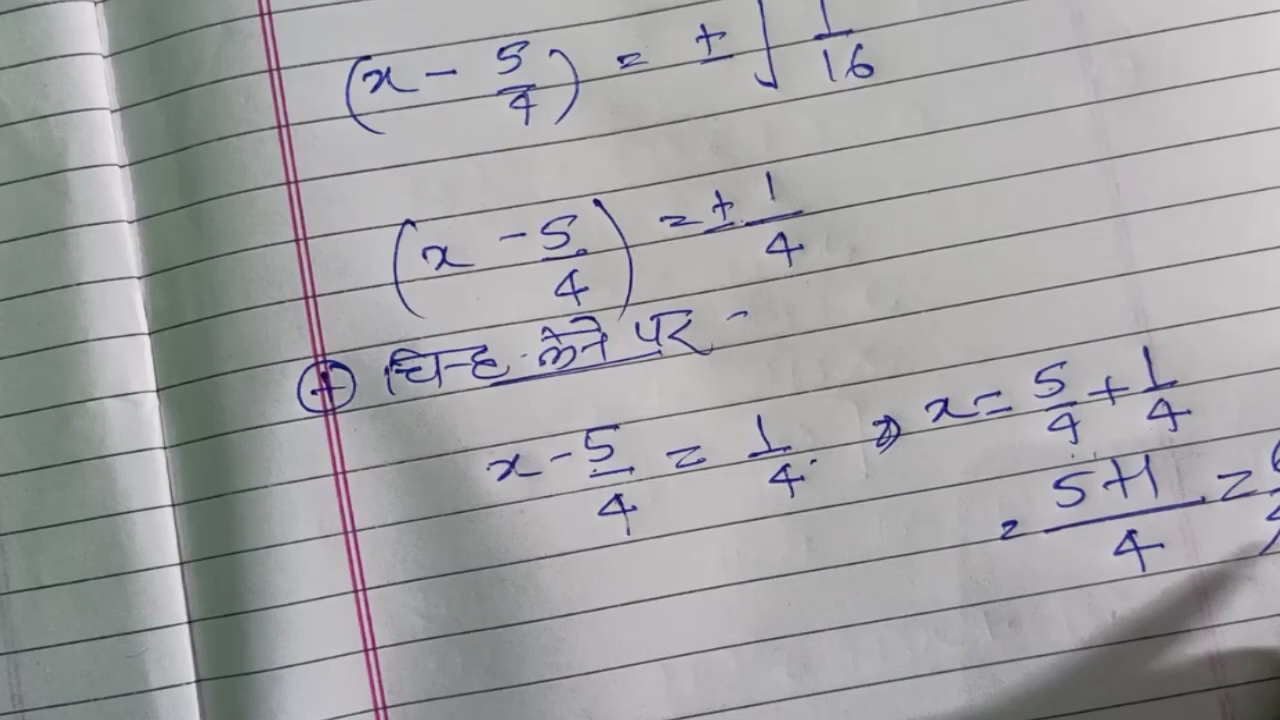 (x - 5/4) = ± √ 1/16
(x - 5/4) = ± 1/4
(+) चिन्ह लेने पर -
x - 5/4 = 1/4 ⇒ x = 5/4 + 1/4
= 5+1/4 =